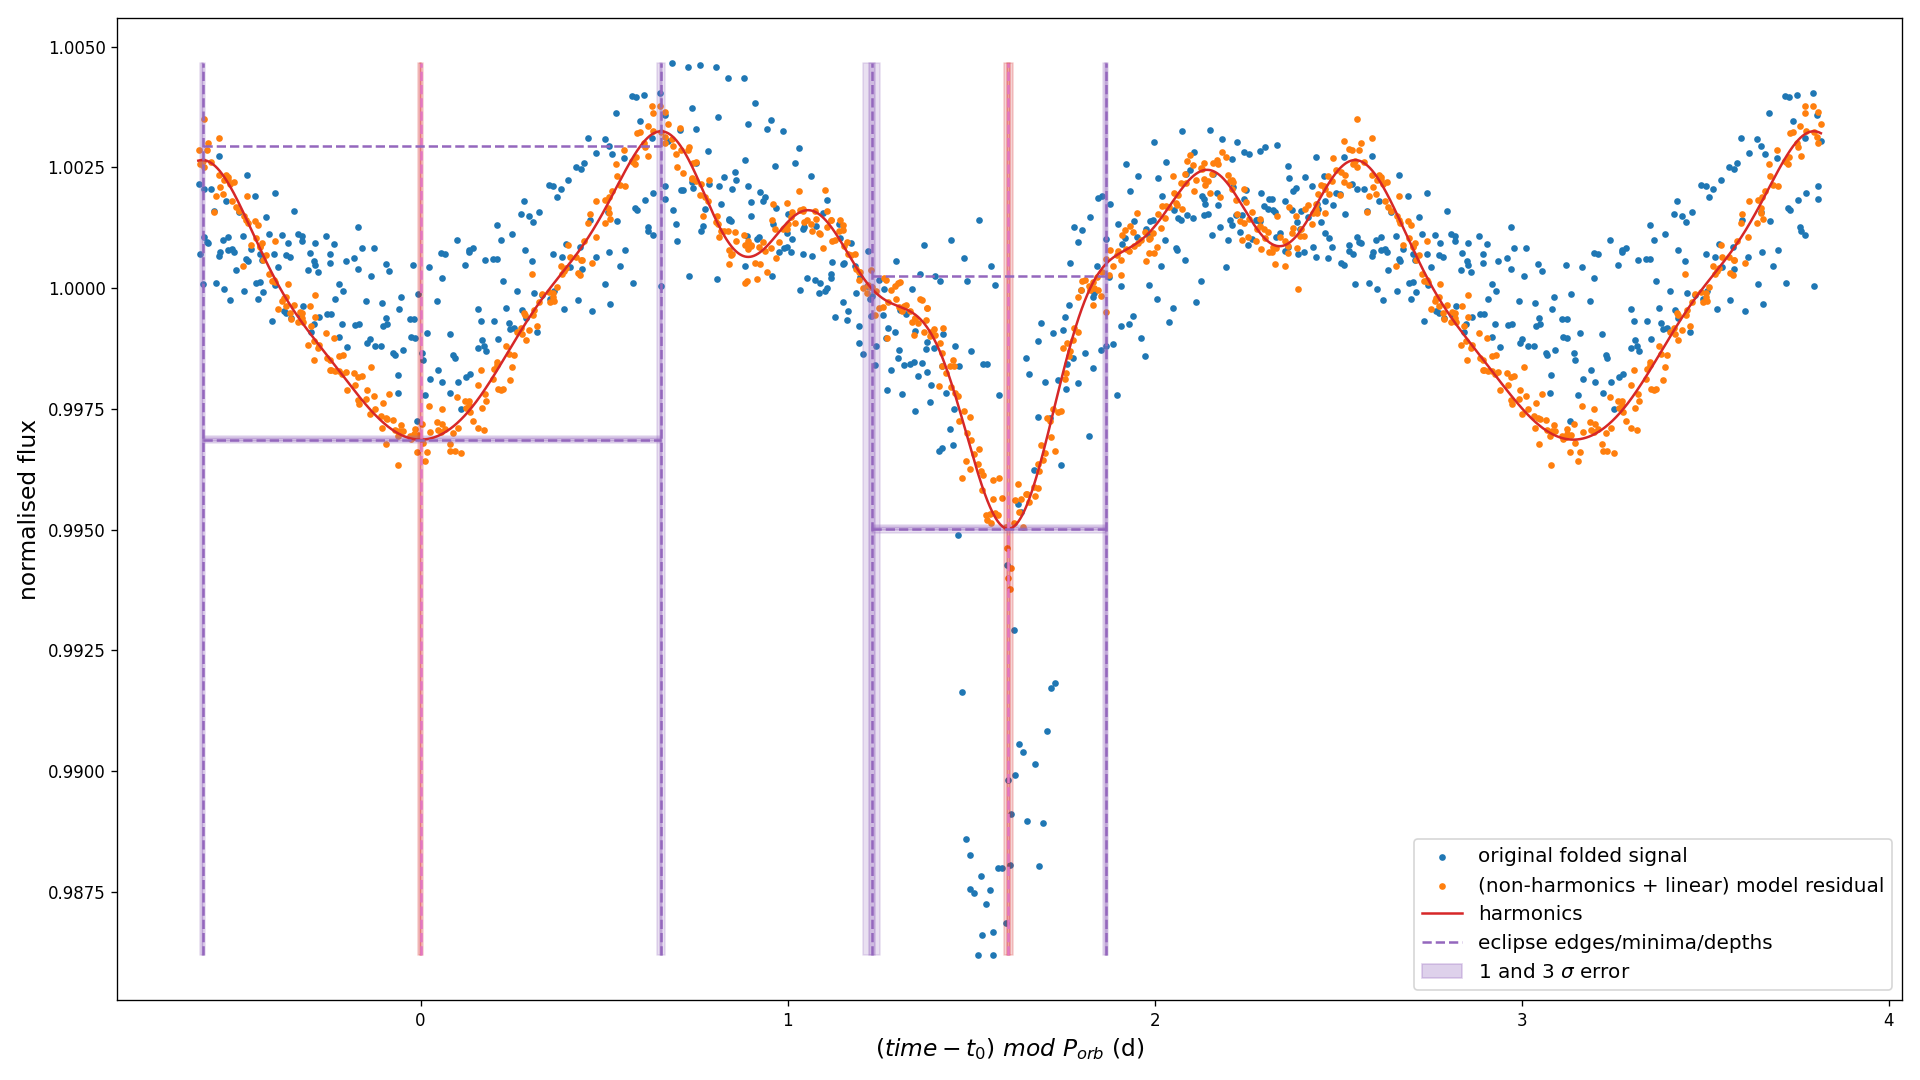 1.0050
1.0025
1.0000
0.9975
0.9950
0.9925
0.9900
0.9875
normalised flux
0 1 2 3 4
(time − t₀) mod P_orb (d)
original folded signal
(non-harmonics + linear) model residual
harmonics
eclipse edges/minima/depths
1 and 3 σ error